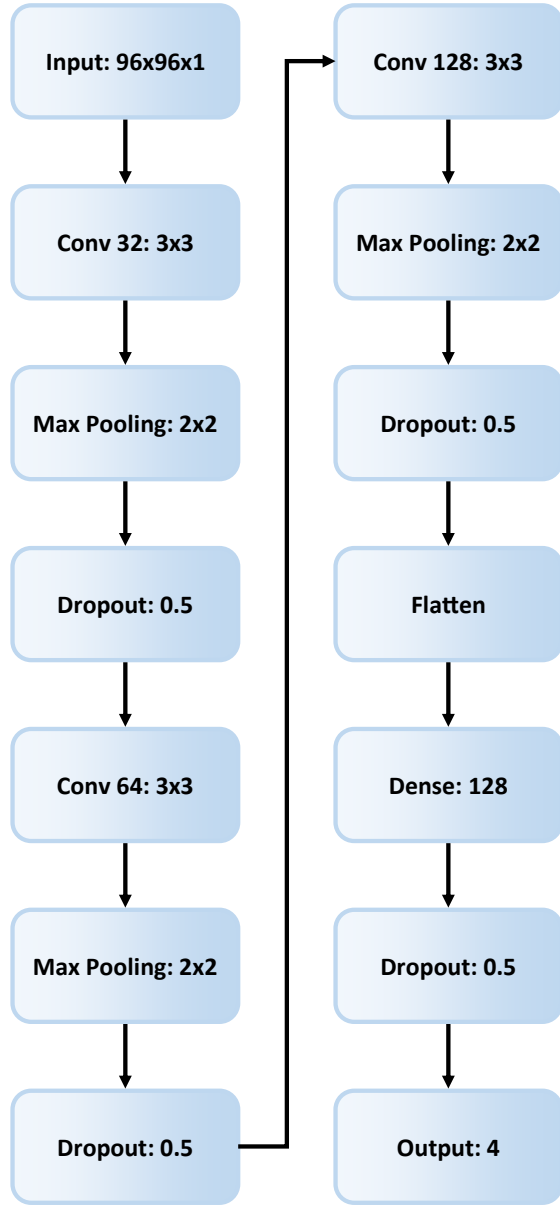 Input: 96x96x1
Conv 32: 3x3
Max Pooling: 2x2
Dropout: 0.5
Conv 64: 3x3
Max Pooling: 2x2
Dropout: 0.5
Conv 128: 3x3
Max Pooling: 2x2
Dropout: 0.5
Flatten
Dense: 128
Dropout: 0.5
Output: 4